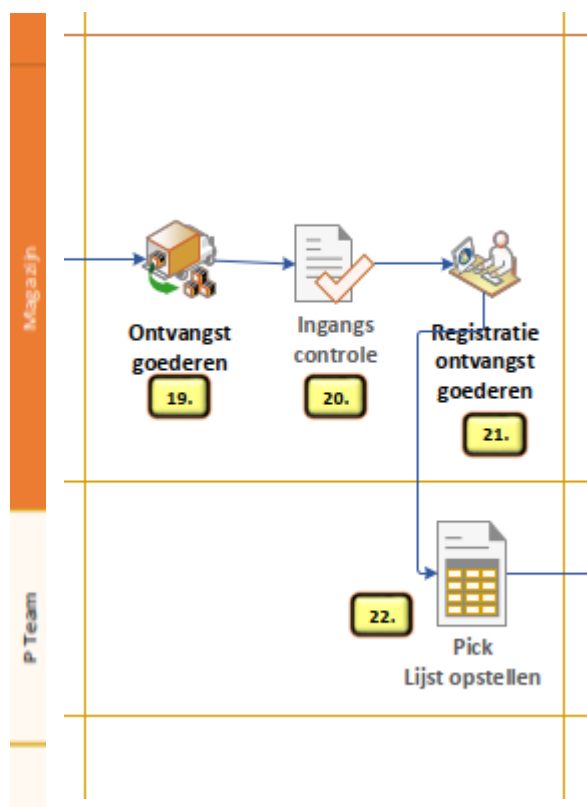 Magazijn
Ontvangst
goederen
19.
Ingangs
controle
20.
Registratie
ontvangst
goederen
21.
P Team
22.
Pick
Lijst opstellen